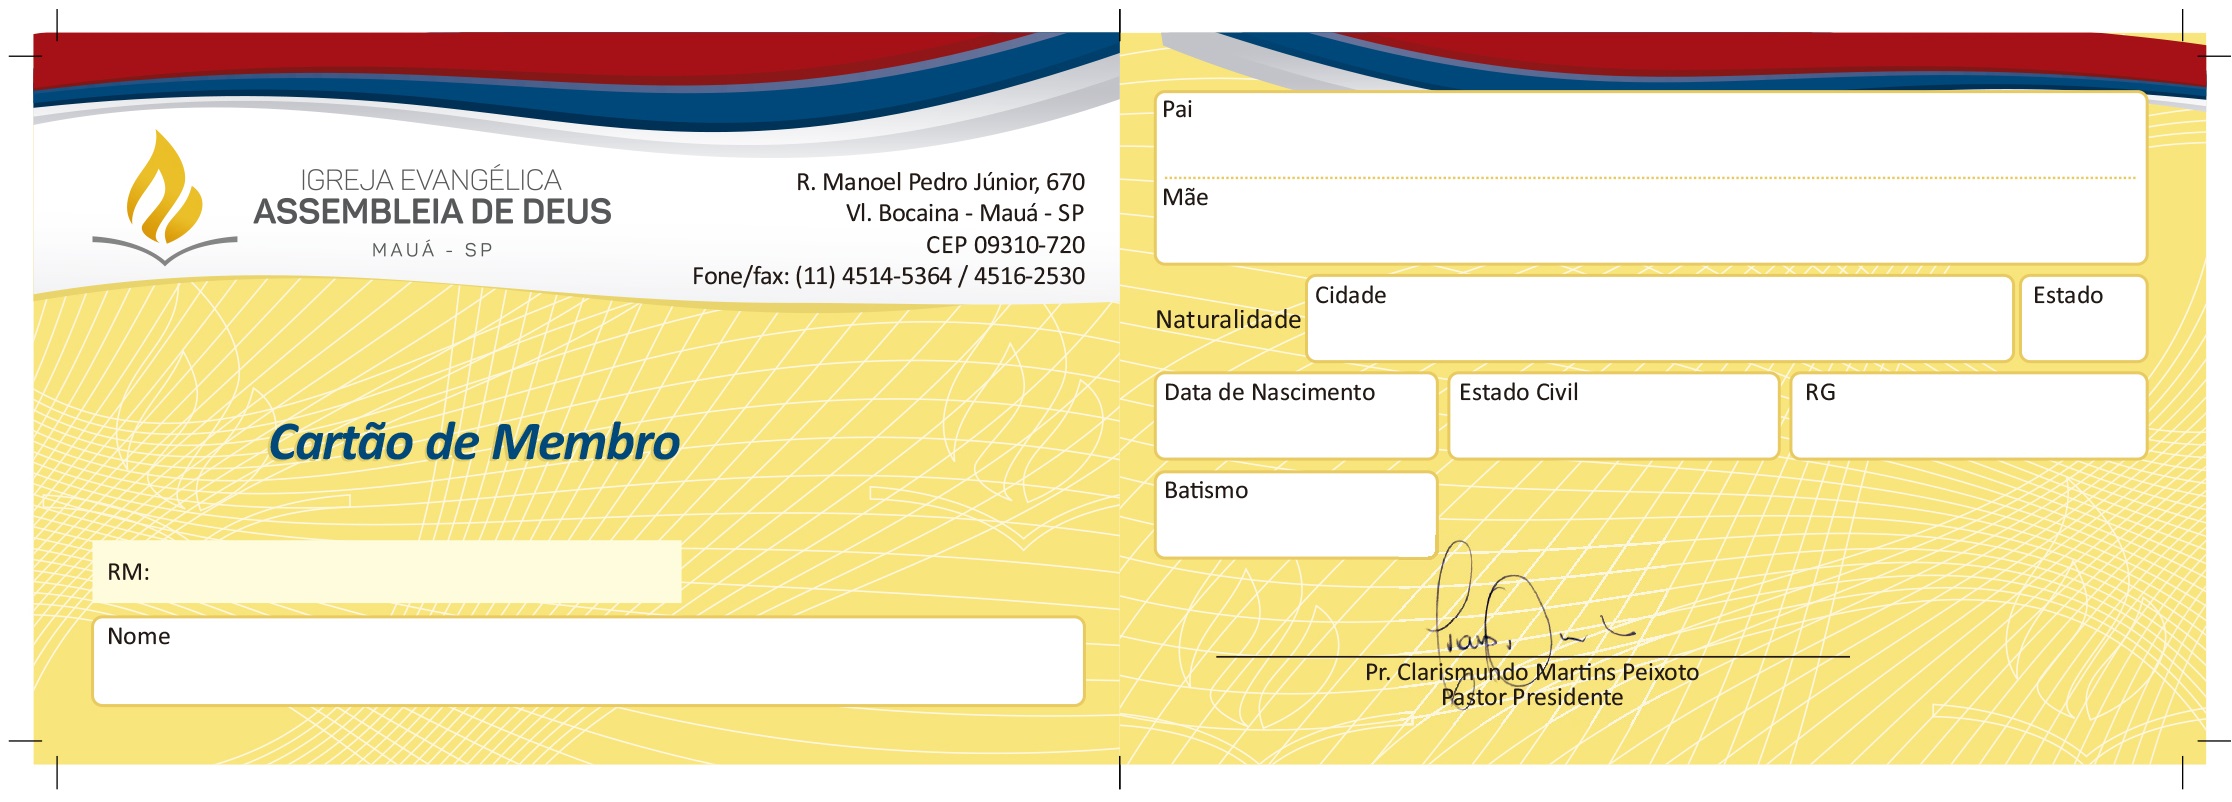 IGREJA EVANGÉLICA
ASSEMBLEIA DE DEUS
MAUÁ - SP
R. Manoel Pedro Júnior, 670
Vl. Bocaina - Mauá - SP
CEP 09310-720
Fone/fax: (11) 4514-5364 / 4516-2530
Cartão de Membro
RM:
Nome
Pai
Mãe
Naturalidade
Cidade
Estado
Data de Nascimento
Estado Civil
RG
Batismo
Pr. Clarismundo Martins Peixoto
Pastor Presidente